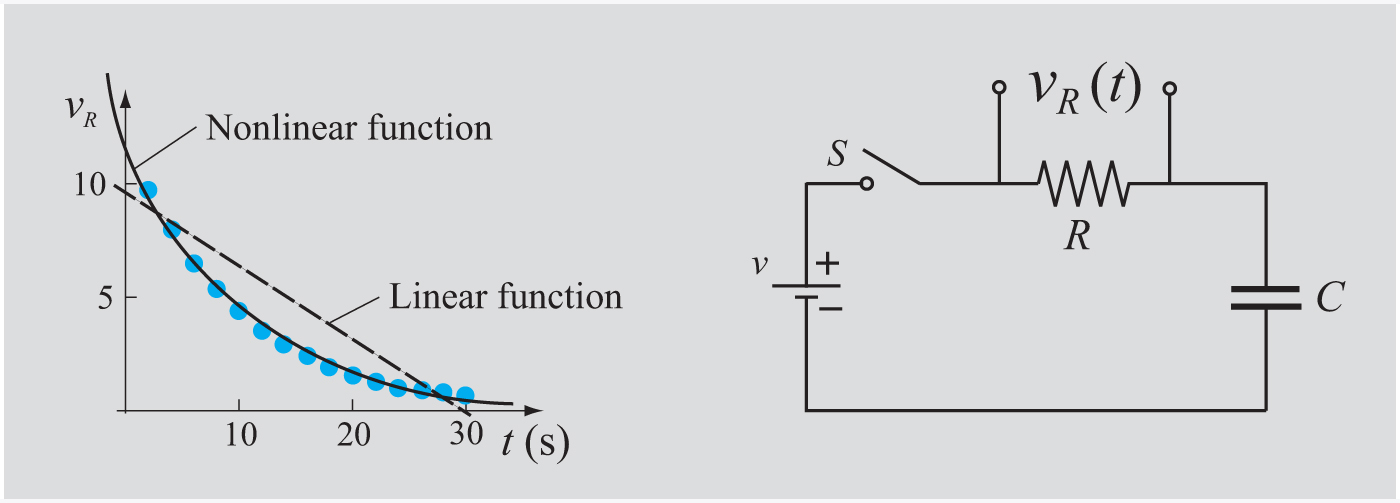 v_R
Nonlinear function
10
5
Linear function
10
20
30
t (s)
v_R (t)
S
R
v
+
−
C